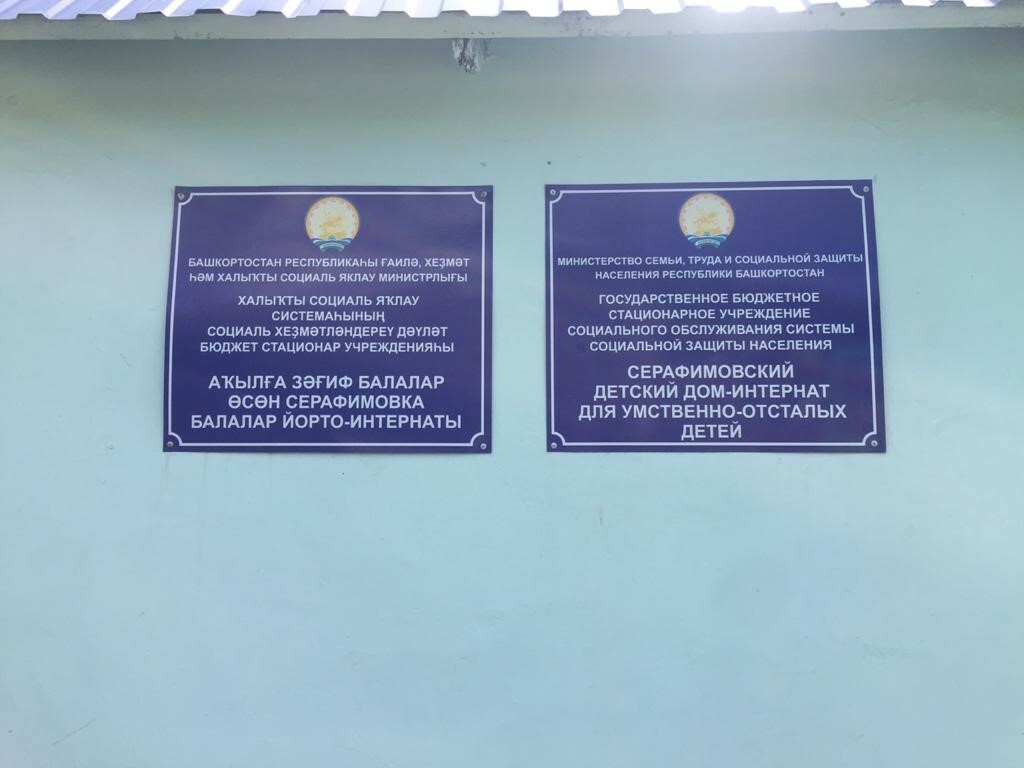 БАШКОРТОСТАН РЕСПУБЛИКАҺЫ ҒАИЛӘ, ХЕҘМӘТ
ҺӘМ ХАЛЫҠТЫ СОЦИАЛЬ ЯКЛАУ МИНИСТРЛЫҒЫ
ХАЛЫҠТЫ СОЦИАЛЬ ЯҠЛАУ
СИСТЕМАҺЫНЫҢ
СОЦИАЛЬ ХЕҘМӘТЛӘНДЕРЕҮ ДӘҮЛӘТ
БЮДЖЕТ СТАЦИОНАР УЧРЕЖДЕНИЯҺЫ
АҠЫЛҒА ЗӘҒИФ БАЛАЛАР
ӨСӨН СЕРАФИМОВКА
БАЛАЛАР ЙОРТО-ИНТЕРНАТЫ
МИНИСТЕРСТВО СЕМЬИ, ТРУДА И СОЦИАЛЬНОЙ ЗАЩИТЫ
НАСЕЛЕНИЯ РЕСПУБЛИКИ БАШКОРТОСТАН
ГОСУДАРСТВЕННОЕ БЮДЖЕТНОЕ
СТАЦИОНАРНОЕ УЧРЕЖДЕНИЕ
СОЦИАЛЬНОГО ОБСЛУЖИВАНИЯ СИСТЕМЫ
СОЦИАЛЬНОЙ ЗАЩИТЫ НАСЕЛЕНИЯ
СЕРАФИМОВСКИЙ
ДЕТСКИЙ ДОМ-ИНТЕРНАТ
ДЛЯ УМСТВЕННО-ОТСТАЛЫХ
ДЕТЕЙ